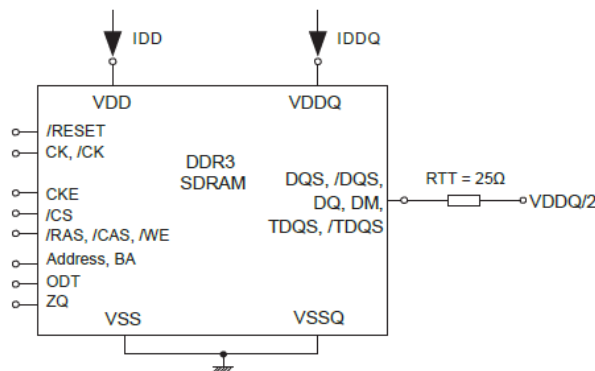 IDD
IDDQ
VDD
VDDQ
/RESET
CK, /CK
DDR3
SDRAM
DQS, /DQS,
DQ, DM,
TDQS, /TDQS
RTT = 25Ω
VDDQ/2
CKE
/CS
/RAS, /CAS, /WE
Address, BA
ODT
ZQ
VSS
VSSQ